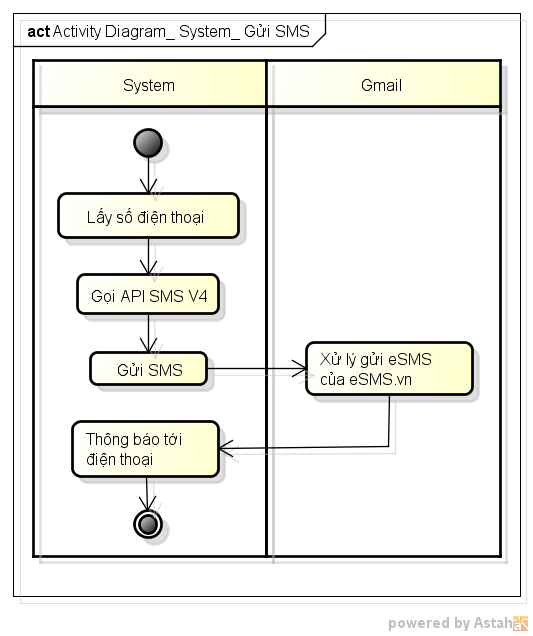 act Activity Diagram_ System_ Gửi SMS
System
Gmail
Lấy số điện thoại
Gọi API SMS V4
Gửi SMS
Xử lý gửi eSMS
của eSMS.vn
Thông báo tới
điện thoại
powered by Astah